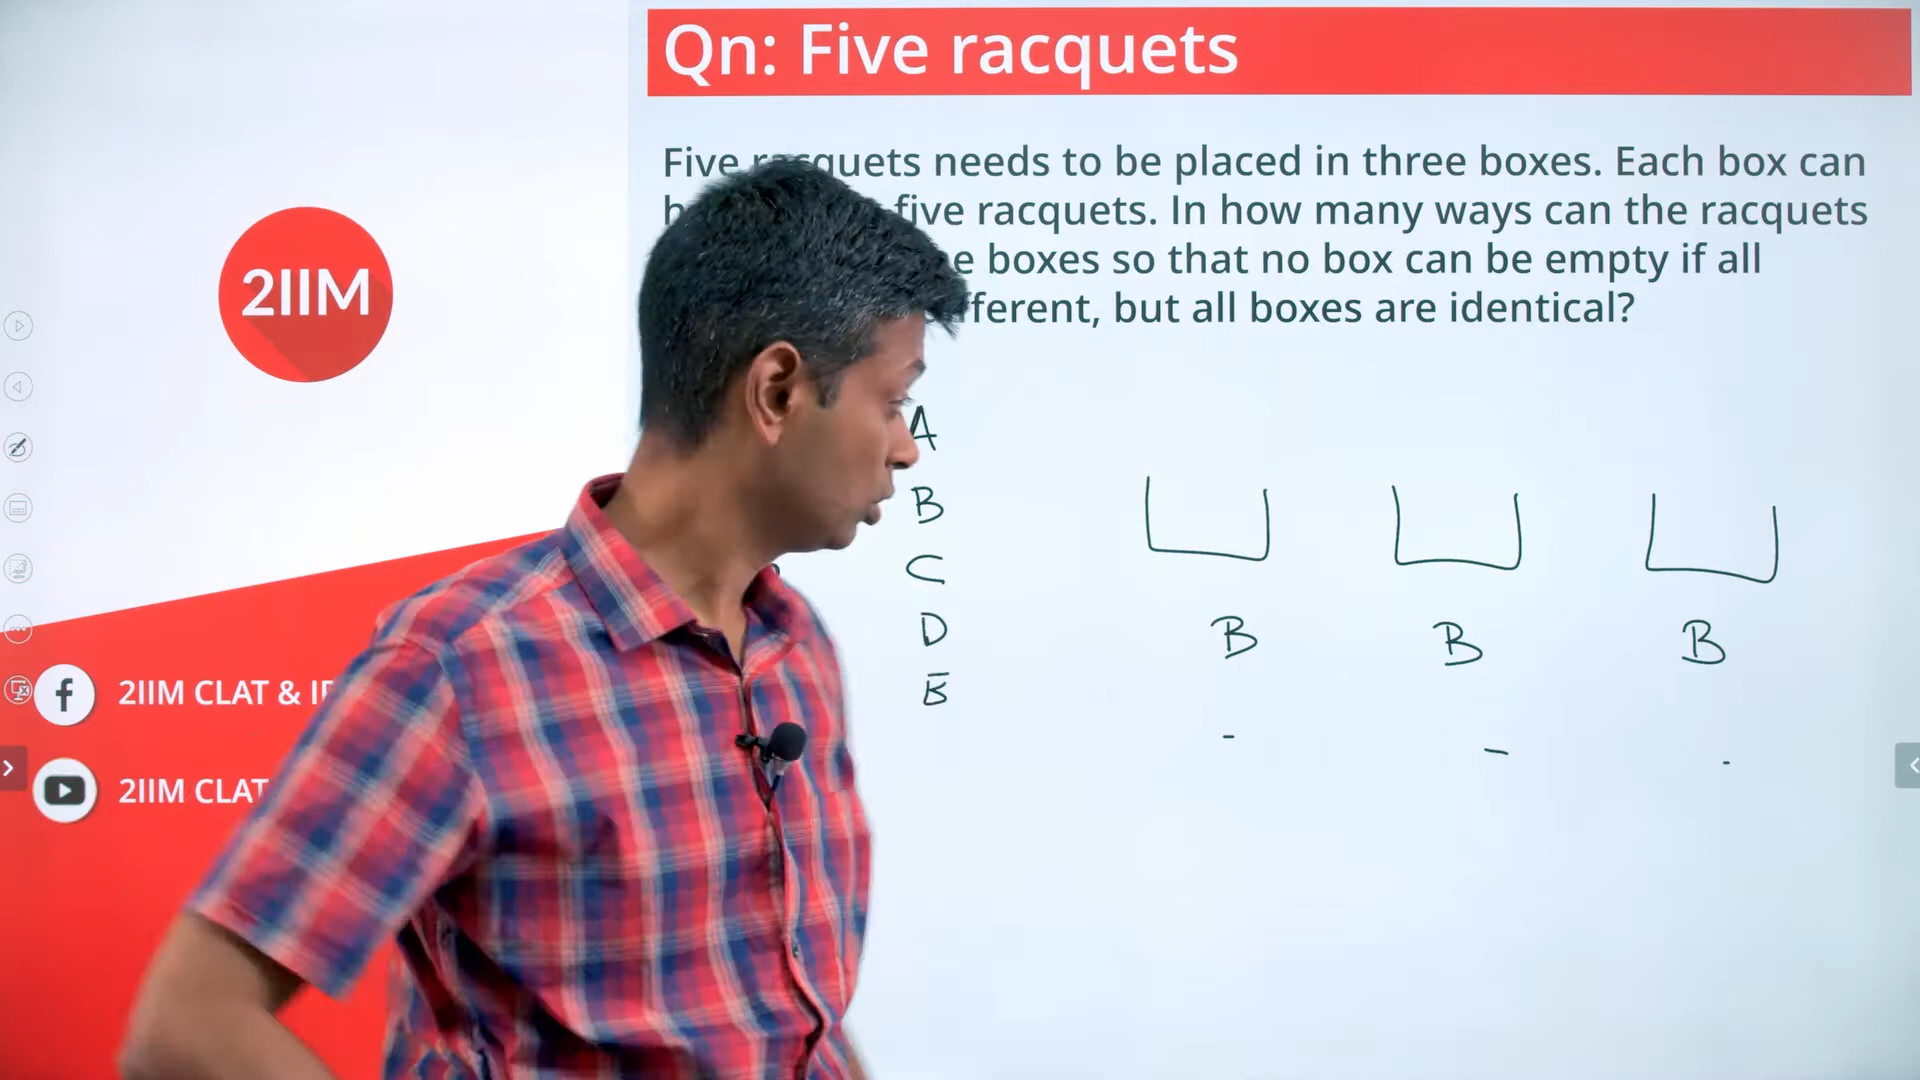 Qn: Five racquets
Five racquets needs to be placed in three boxes. Each box can
five racquets. In how many ways can the racquets
boxes so that no box can be empty if all
but all boxes are identical?
2IIM
A
B
C
D
E
B B B
2IIM CLAT &
2IIM CLAT